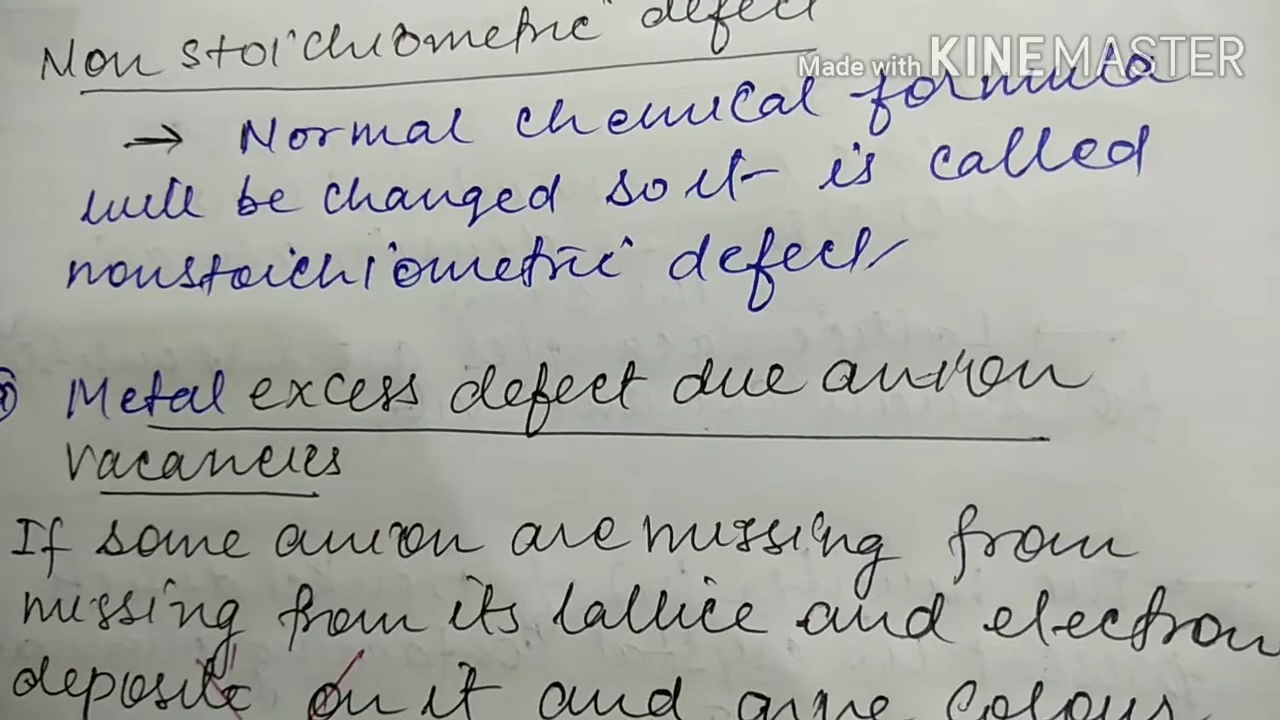 Non stoichiometric defect
Made with KINEMASTER
→ Normal chemical formula
will be changed so it is called
nonstoichiometric defect
Metal excess defect due anion
vacancies
If some anion are missing from
missing from its lattice and electron
deposite on it and give colour